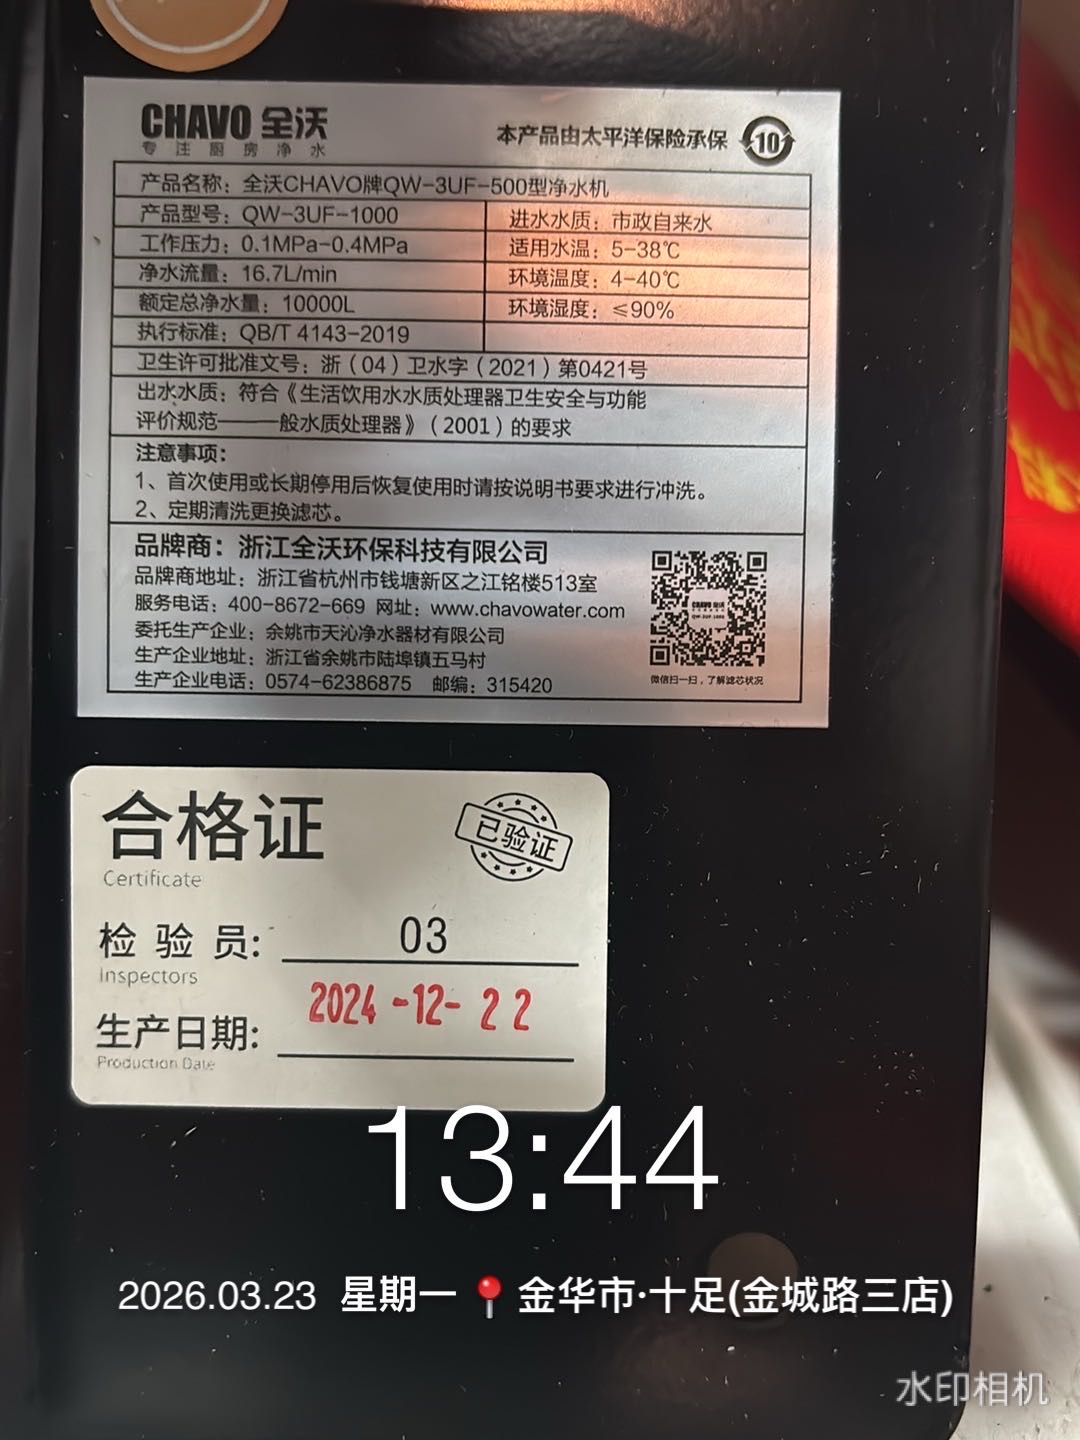 CHAVO 全沃
专注厨房净水
本产品由太平洋保险承保 10
产品名称：全沃CHAVO牌QW-3UF-500型净水机
产品型号：QW-3UF-1000 进水水质：市政自来水
工作压力：0.1MPa-0.4MPa 适用水温：5-38℃
净水流量：16.7L/min 环境温度：4-40℃
额定总净水量：10000L 环境湿度：≤90%
执行标准：QB/T 4143-2019
卫生许可批准文号：浙（04）卫水字（2021）第0421号
出水水质：符合《生活饮用水水质处理器卫生安全与功能
评价规范——一般水质处理器》（2001）的要求
注意事项：
1、首次使用或长期停用后恢复使用时请按说明书要求进行冲洗。
2、定期清洗更换滤芯。
品牌商：浙江全沃环保科技有限公司
品牌商地址：浙江省杭州市钱塘新区之江铭楼513室
服务电话：400-8672-669 网址：www.chavowater.com
委托生产企业：余姚市天沁净水器材有限公司
生产企业地址：浙江省余姚市陆埠镇五马村
生产企业电话：0574-62386875 邮编：315420
CHAVO 全沃
QW-3UF-1000
微信扫一扫，了解滤芯状况
合格证
Certificate
已验证
检验员: 03
Inspectors
生产日期: 2024-12-22
Production Date
13:44
2026.03.23 星期一 金华市·十足(金城路三店)
水印相机